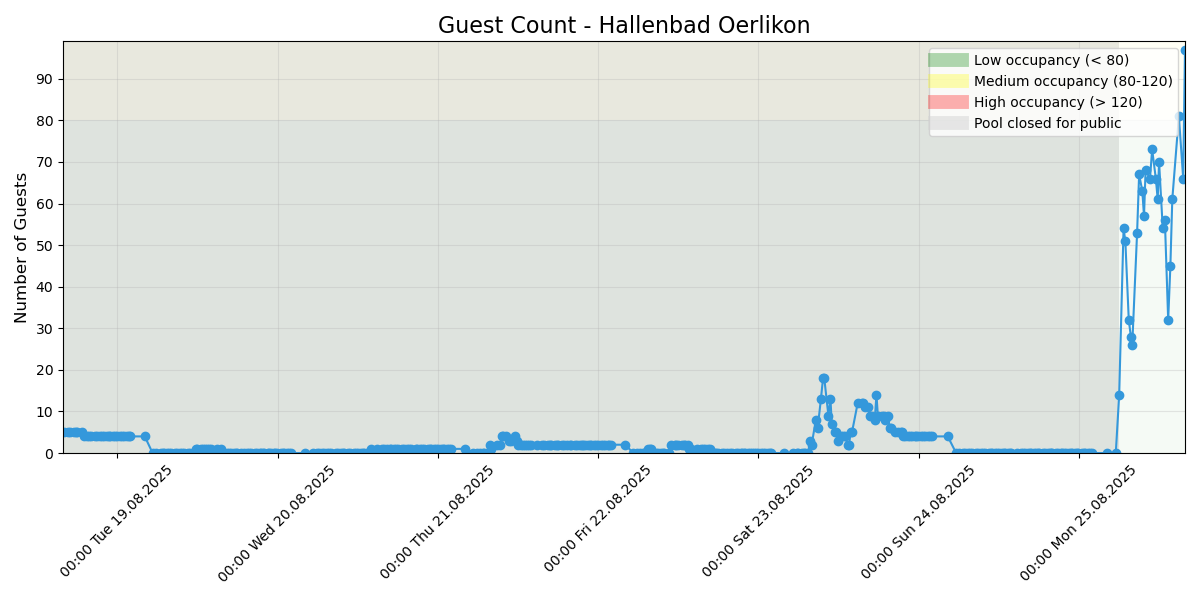 Guest Count - Hallenbad Oerlikon
Low occupancy (< 80)
Medium occupancy (80-120)
High occupancy (> 120)
Pool closed for public
Number of Guests
90
80
70
60
50
40
30
20
10
0
00:00 Tue 19.08.2025
00:00 Wed 20.08.2025
00:00 Thu 21.08.2025
00:00 Fri 22.08.2025
00:00 Sat 23.08.2025
00:00 Sun 24.08.2025
00:00 Mon 25.08.2025